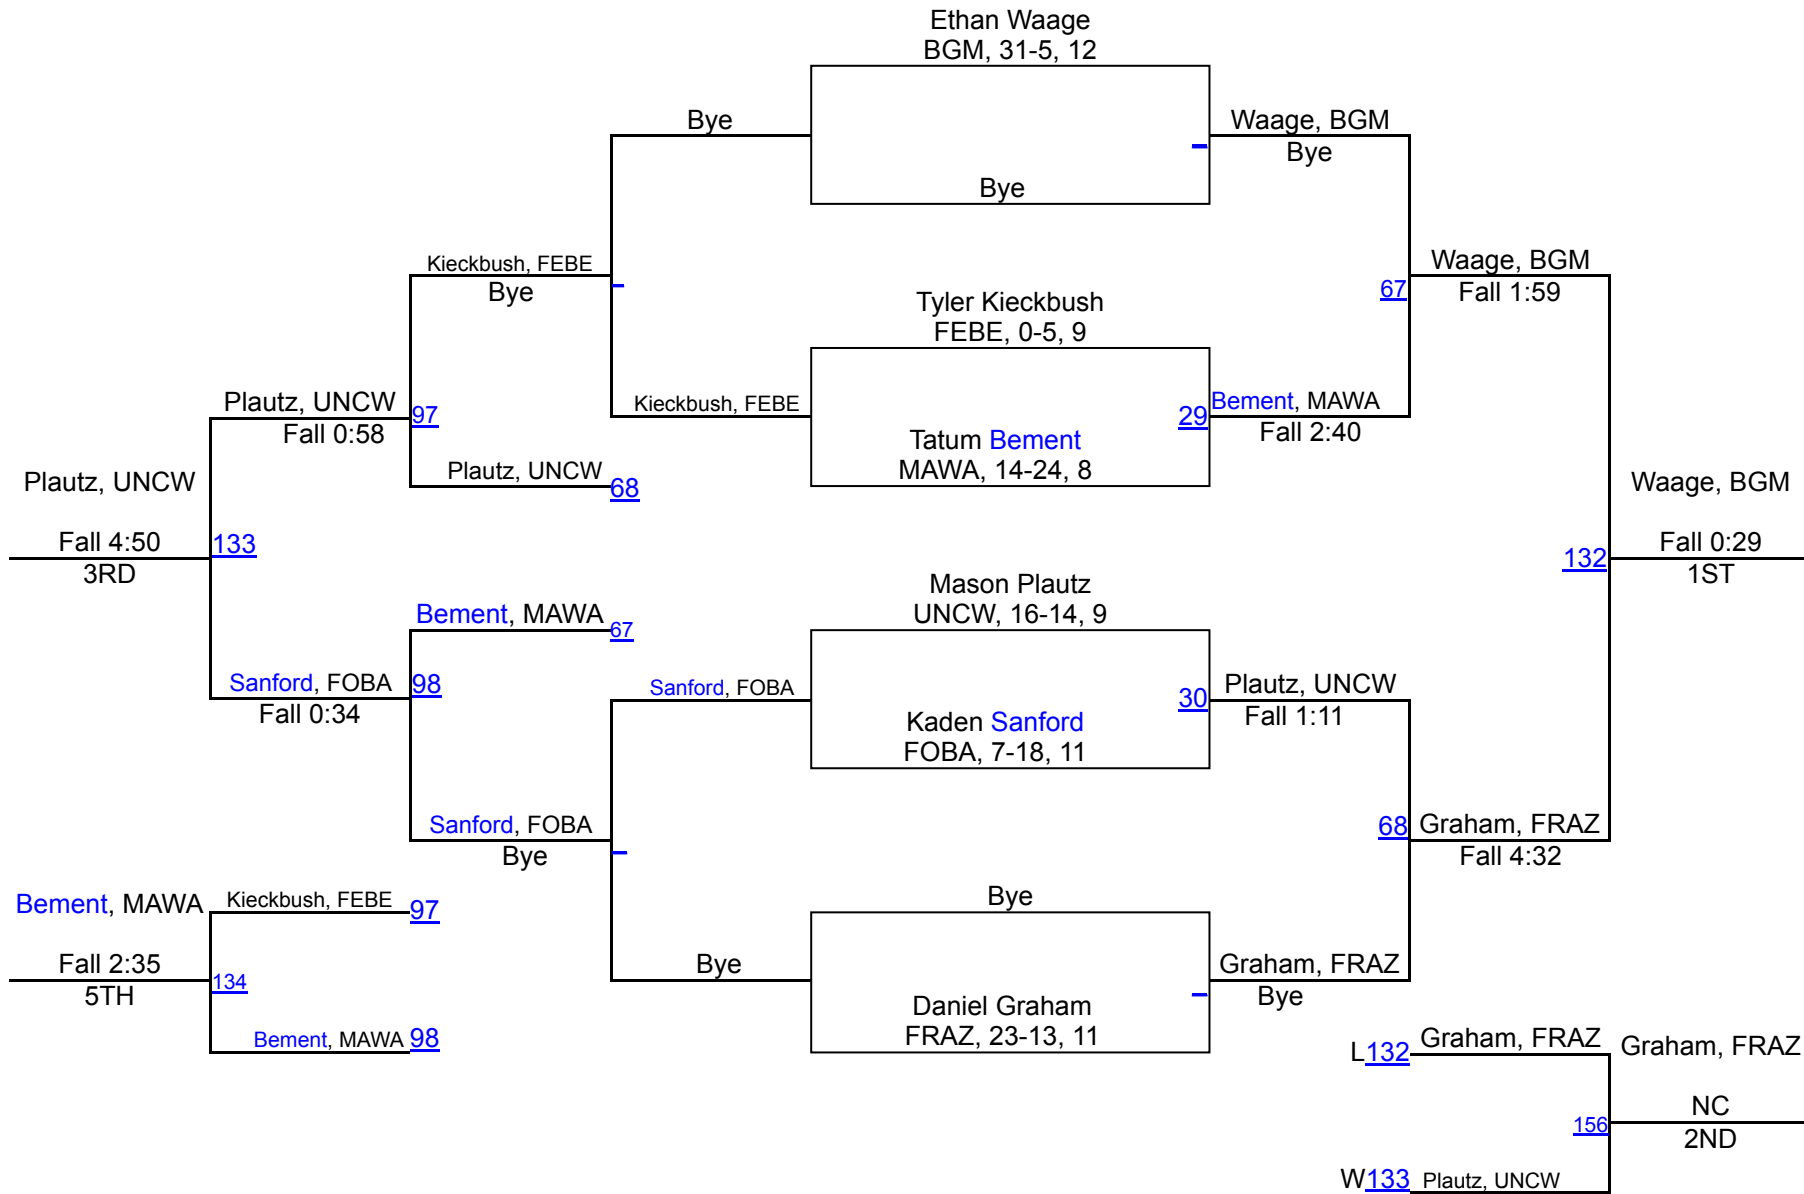 Ethan Waage
BGM, 31-5, 12
Bye
Bye
Waage, BGM
Bye
Tyler Kieckbush
FEBE, 0-5, 9
Kieckbush, FEBE
Tatum Bement
MAWA, 14-24, 8
29
Bement, MAWA
Fall 2:40
67
Waage, BGM
Fall 1:59
Kieckbush, FEBE
Bye
Plautz, UNCW
Fall 0:58
97
Plautz, UNCW
68
Plautz, UNCW
Fall 4:50
3RD
133
Waage, BGM
132
Fall 0:29
1ST
Mason Plautz
UNCW, 16-14, 9
Bement, MAWA
67
Sanford, FOBA
Fall 0:34
98
Sanford, FOBA
Kaden Sanford
FOBA, 7-18, 11
30
Plautz, UNCW
Fall 1:11
Sanford, FOBA
Bye
68
Graham, FRAZ
Fall 4:32
Bye
Bye
Daniel Graham
FRAZ, 23-13, 11
Graham, FRAZ
Bye
Bement, MAWA
Fall 2:35
5TH
Kieckbush, FEBE
97
134
Bement, MAWA
98
L132
Graham, FRAZ
Graham, FRAZ
156
NC
2ND
W133
Plautz, UNCW